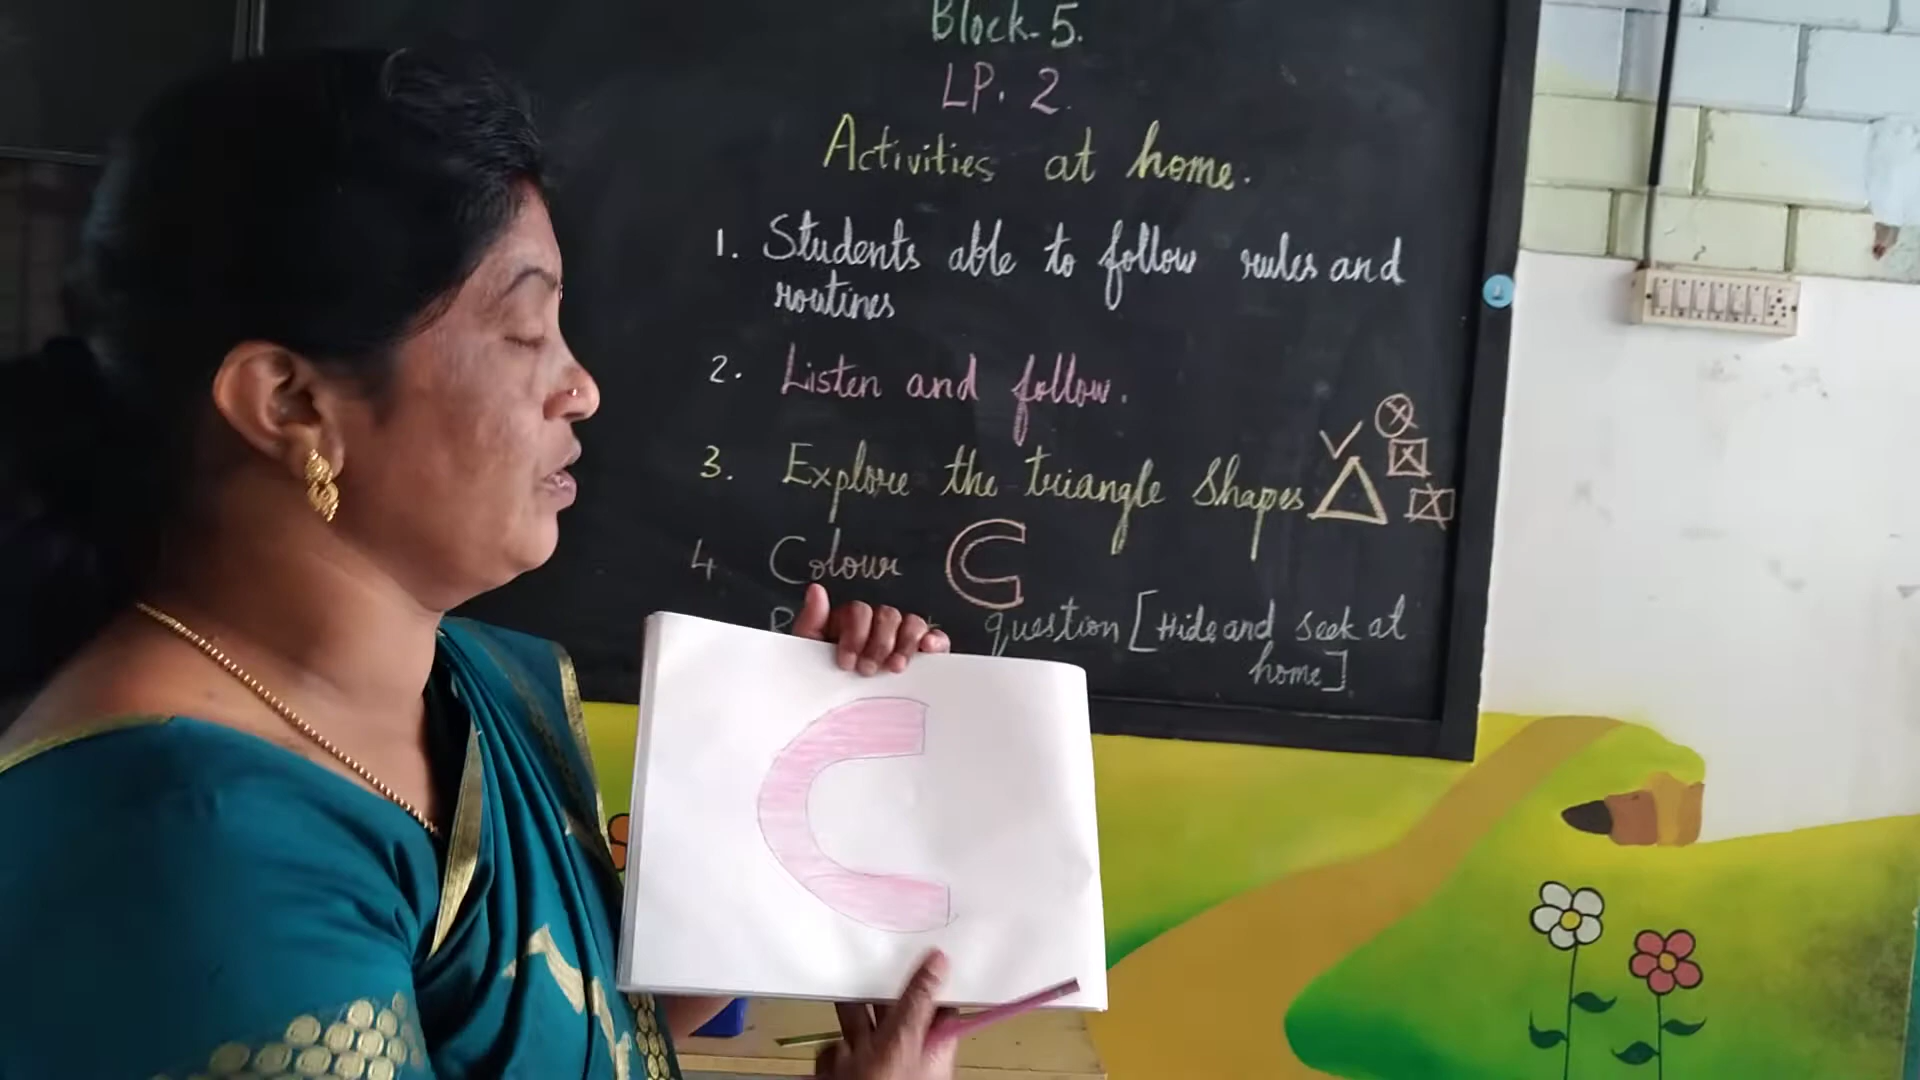 Block-5.
LP. 2.
Activities at home.
1. Students able to follow rules and
routines
2. Listen and follow.
3. Explore the triangle shapes
4 Colour C
question [Hide and seek at
home]
C